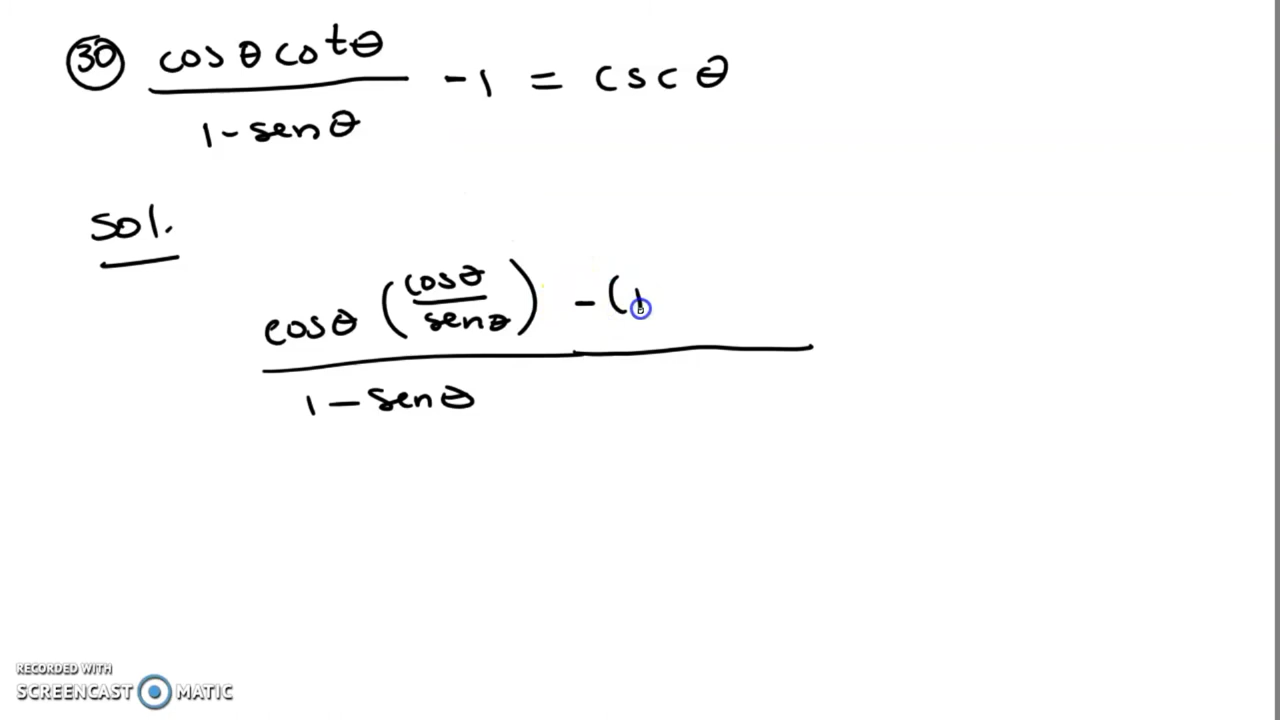 30 cosθ cotθ / 1 - senθ - 1 = cscθ
Sol.
cosθ (cosθ / senθ) - (1
1 - senθ
RECORDED WITH
SCREENCAST MATIC